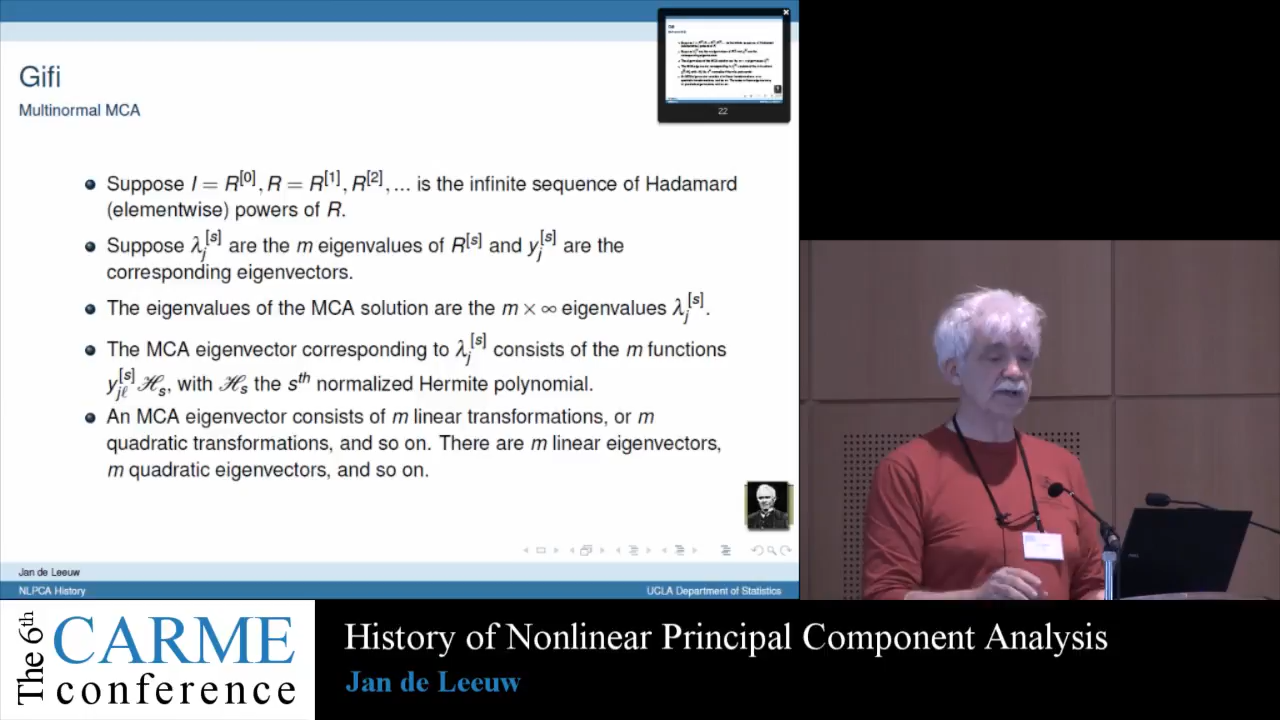 Gifi
Multinormal MCA
22
Suppose I = R^[0], R = R^[1], R^[2], ... is the infinite sequence of Hadamard
(elementwise) powers of R.
Suppose λ_j^[s] are the m eigenvalues of R^[s] and y_j^[s] are the
corresponding eigenvectors.
The eigenvalues of the MCA solution are the m × ∞ eigenvalues λ_j^[s].
The MCA eigenvector corresponding to λ_j^[s] consists of the m functions
y_jℓ^[s] ℋ_s, with ℋ_s the s^th normalized Hermite polynomial.
An MCA eigenvector consists of m linear transformations, or m
quadratic transformations, and so on. There are m linear eigenvectors,
m quadratic eigenvectors, and so on.
Jan de Leeuw
NLPCA History UCLA Department of Statistics
The 6th CARME conference
History of Nonlinear Principal Component Analysis
Jan de Leeuw